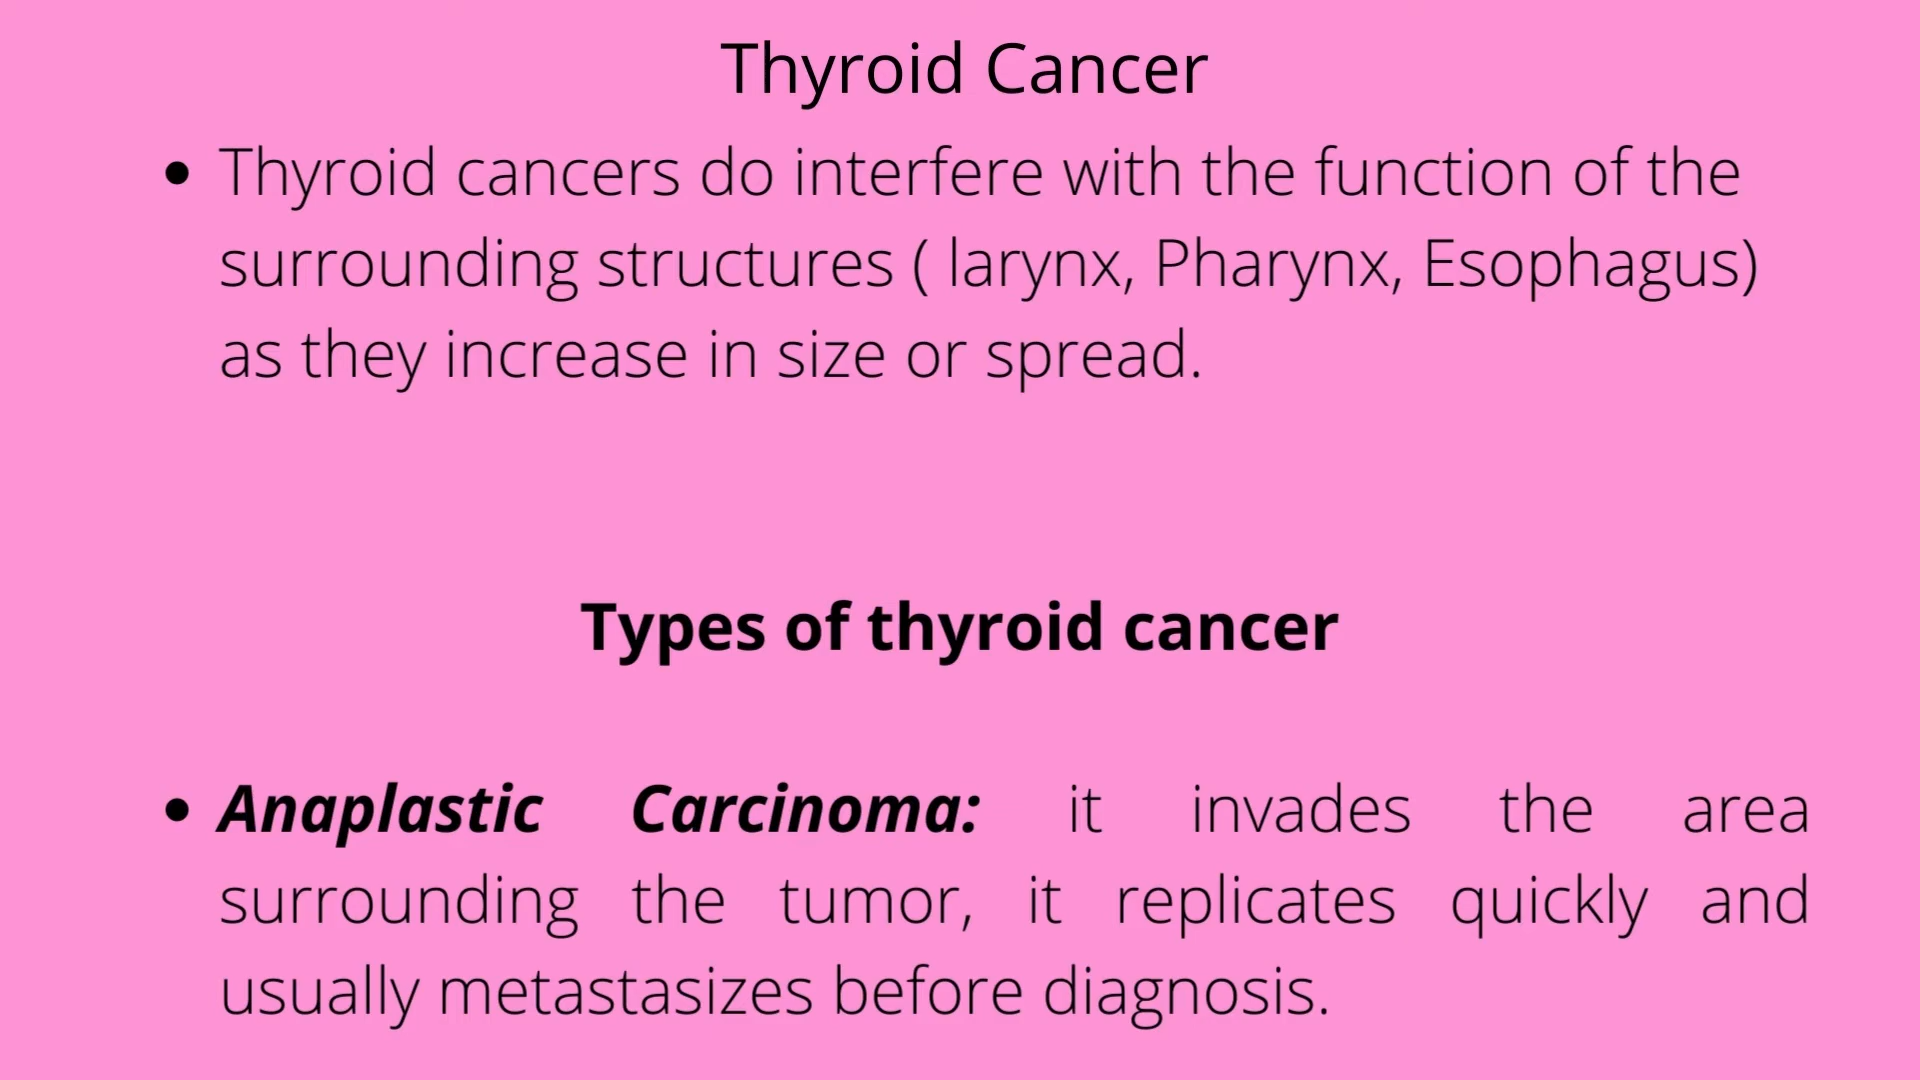 Thyroid Cancer
• Thyroid cancers do interfere with the function of the
surrounding structures ( larynx, Pharynx, Esophagus)
as they increase in size or spread.
Types of thyroid cancer
• Anaplastic Carcinoma: it invades the area
surrounding the tumor, it replicates quickly and
usually metastasizes before diagnosis.